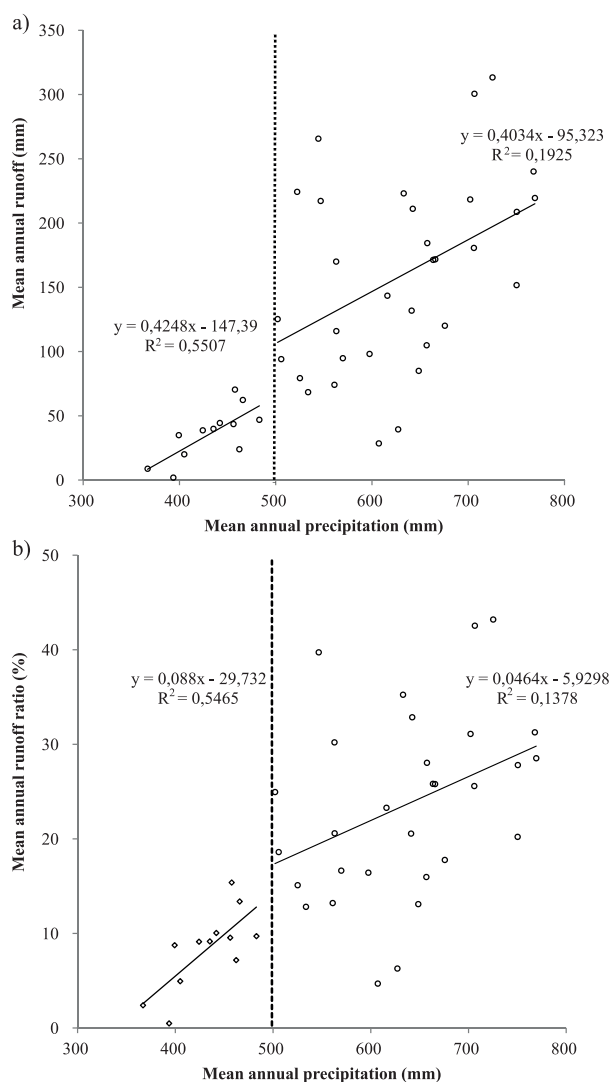 a)
350
300
250
200
150
100
50
0
Mean annual runoff (mm)
y = 0,4034x - 95,323
R² = 0,1925
y = 0,4248x - 147,39
R² = 0,5507
300 400 500 600 700 800
Mean annual precipitation (mm)
b)
50
40
30
20
10
0
Mean annual runoff ratio (%)
y = 0,088x - 29,732
R² = 0,5465
y = 0,0464x - 5,9298
R² = 0,1378
300 400 500 600 700 800
Mean annual precipitation (mm)